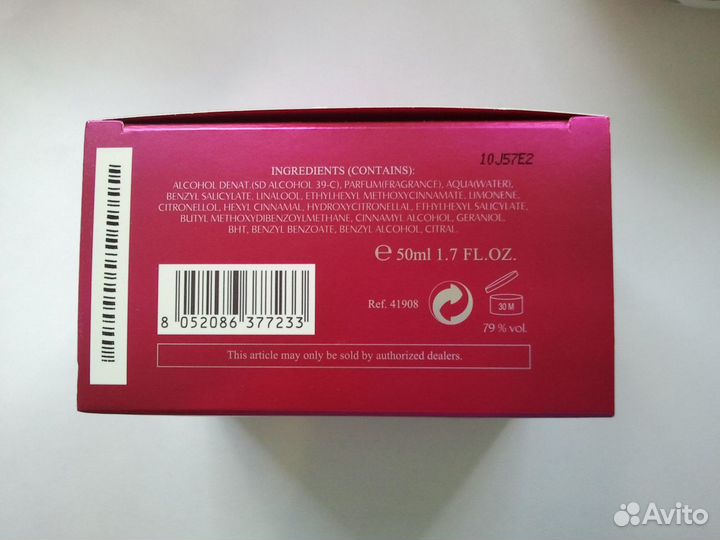 10J57E2
INGREDIENTS (CONTAINS):
ALCOHOL DENAT.(SD ALCOHOL 39-C), PARFUM(FRAGRANCE), AQUA(WATER),
BENZYL SALICYLATE, LINALOOL, ETHYLHEXYL METHOXYCINNAMATE, LIMONENE,
CITRONELLOL, HEXYL CINNAMAL, HYDROXYCITRONELLAL, ETHYLHEXYL SALICYLATE,
BUTYL METHOXYDIBENZOYLMETHANE, CINNAMYL ALCOHOL, GERANIOL,
BHT, BENZYL BENZOATE, BENZYL ALCOHOL, CITRAL.
℮ 50ml 1.7 FL.OZ.
Ref. 41908
30 M
8 052086 377233
79 % vol.
This article may only be sold by authorized dealers.
Avito